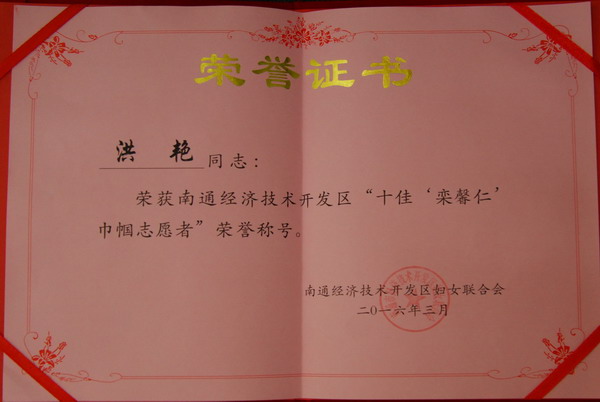 荣誉证书
洪 艳 同志：
荣获南通经济技术开发区“十佳‘栾馨仁’
巾帼志愿者”荣誉称号。
南通经济技术开发区妇女联合会
二〇一六年三月